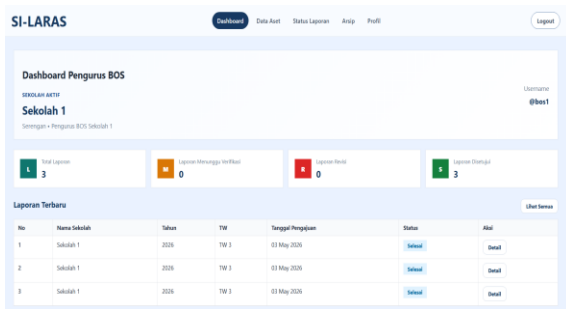 SI-LARAS
Dashboard
Data Aset
Status Laporan
Arsip
Profil
Logout
Dashboard Pengurus BOS
SEKOLAH AKTIF
Sekolah 1
Serengan • Pengurus BOS Sekolah 1
Username
@bos1
L
Total Laporan
3
M
Laporan Menunggu Verifikasi
0
R
Laporan Revisi
0
S
Laporan Disetujui
3
Laporan Terbaru
Lihat Semua
No Nama Sekolah Tahun TW Tanggal Pengajuan Status Aksi
1 Sekolah 1 2026 TW 3 03 May 2026 Selesai Detail
2 Sekolah 1 2026 TW 3 03 May 2026 Selesai Detail
3 Sekolah 1 2026 TW 3 03 May 2026 Selesai Detail